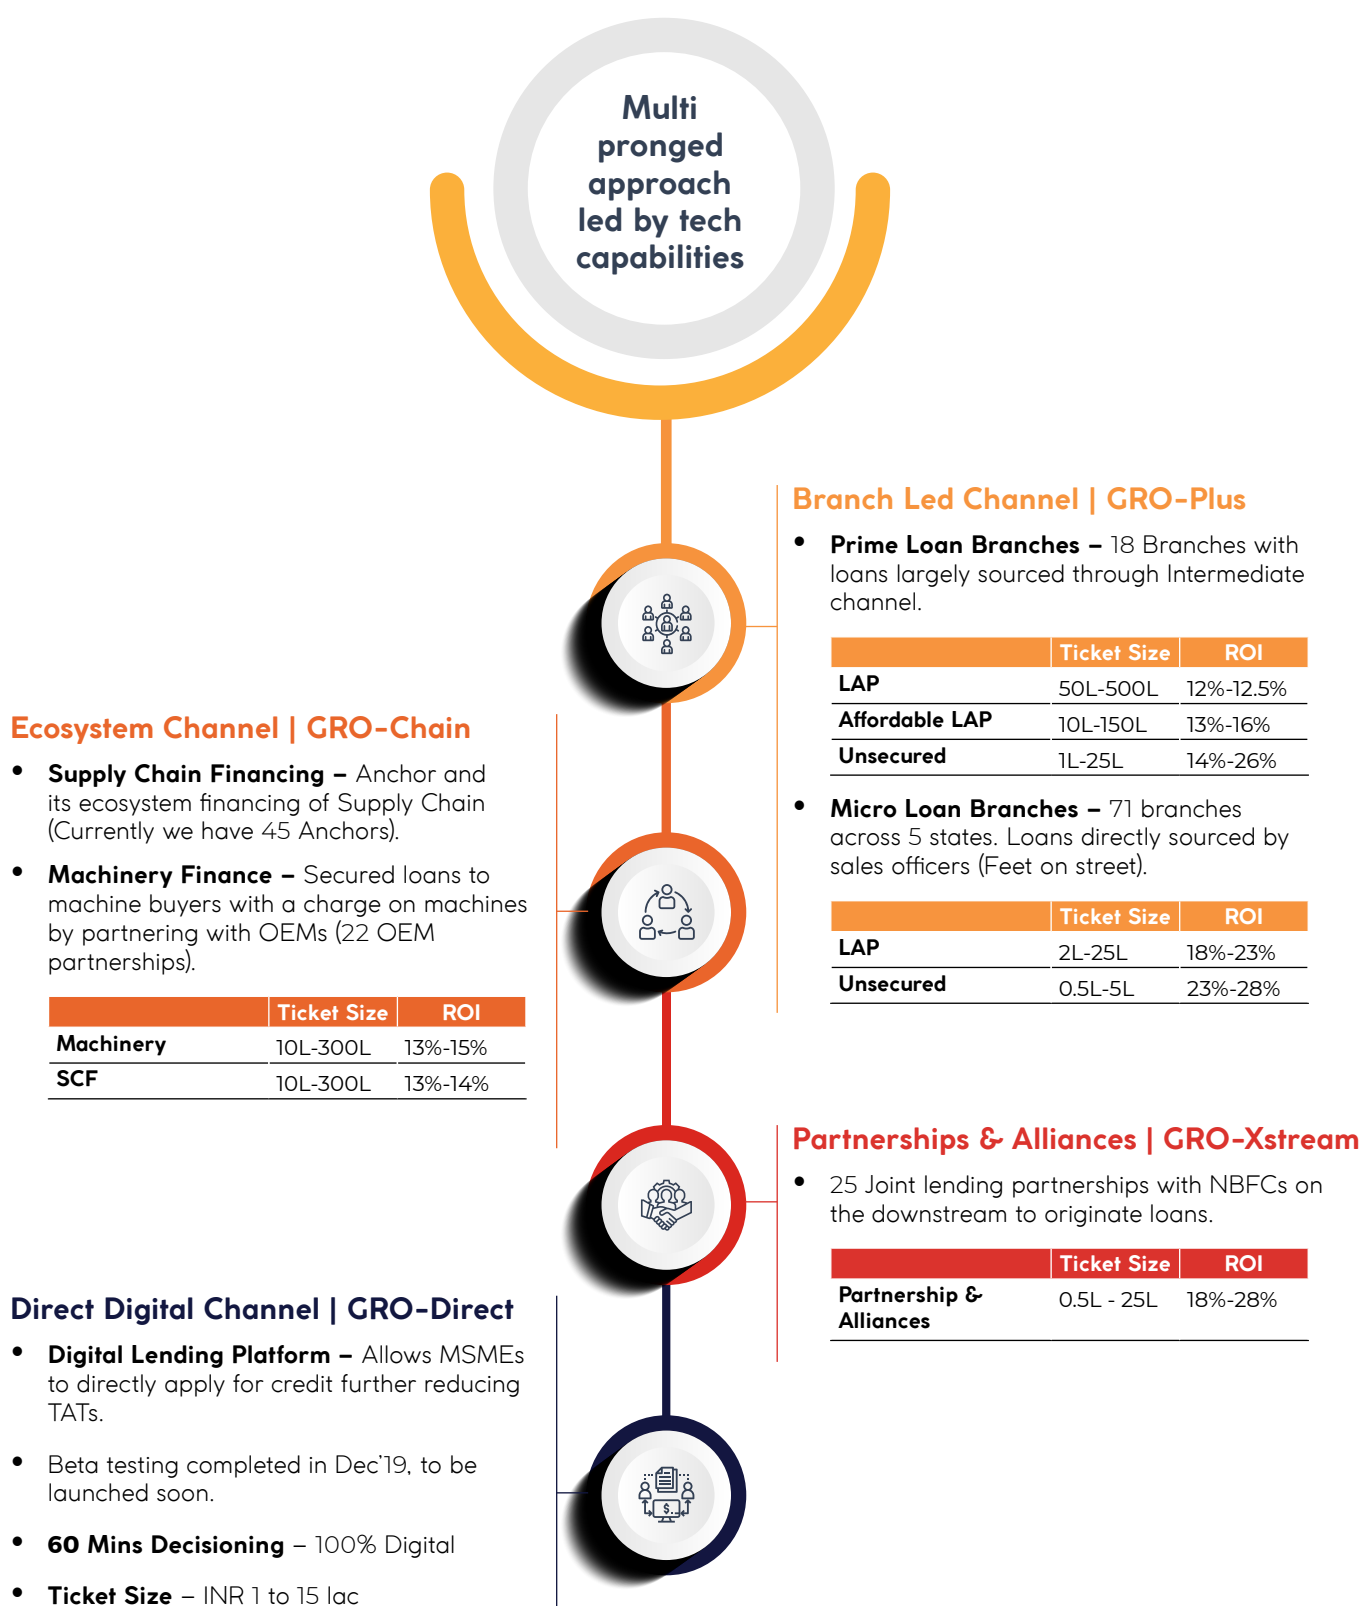 Multi
pronged
approach
led by tech
capabilities
Branch Led Channel | GRO-Plus
• Prime Loan Branches – 18 Branches with
loans largely sourced through Intermediate
channel.
Ticket Size ROI
LAP 50L-500L 12%-12.5%
Affordable LAP 10L-150L 13%-16%
Unsecured 1L-25L 14%-26%
• Micro Loan Branches – 71 branches
across 5 states. Loans directly sourced by
sales officers (Feet on street).
Ticket Size ROI
LAP 2L-25L 18%-23%
Unsecured 0.5L-5L 23%-28%
Ecosystem Channel | GRO-Chain
• Supply Chain Financing – Anchor and
its ecosystem financing of Supply Chain
(Currently we have 45 Anchors).
• Machinery Finance – Secured loans to
machine buyers with a charge on machines
by partnering with OEMs (22 OEM
partnerships).
Ticket Size ROI
Machinery 10L-300L 13%-15%
SCF 10L-300L 13%-14%
Partnerships & Alliances | GRO-Xstream
• 25 Joint lending partnerships with NBFCs on
the downstream to originate loans.
Ticket Size ROI
Partnership & 0.5L - 25L 18%-28%
Alliances
Direct Digital Channel | GRO-Direct
• Digital Lending Platform – Allows MSMEs
to directly apply for credit further reducing
TATs.
• Beta testing completed in Dec'19, to be
launched soon.
• 60 Mins Decisioning – 100% Digital
• Ticket Size – INR 1 to 15 lac
$